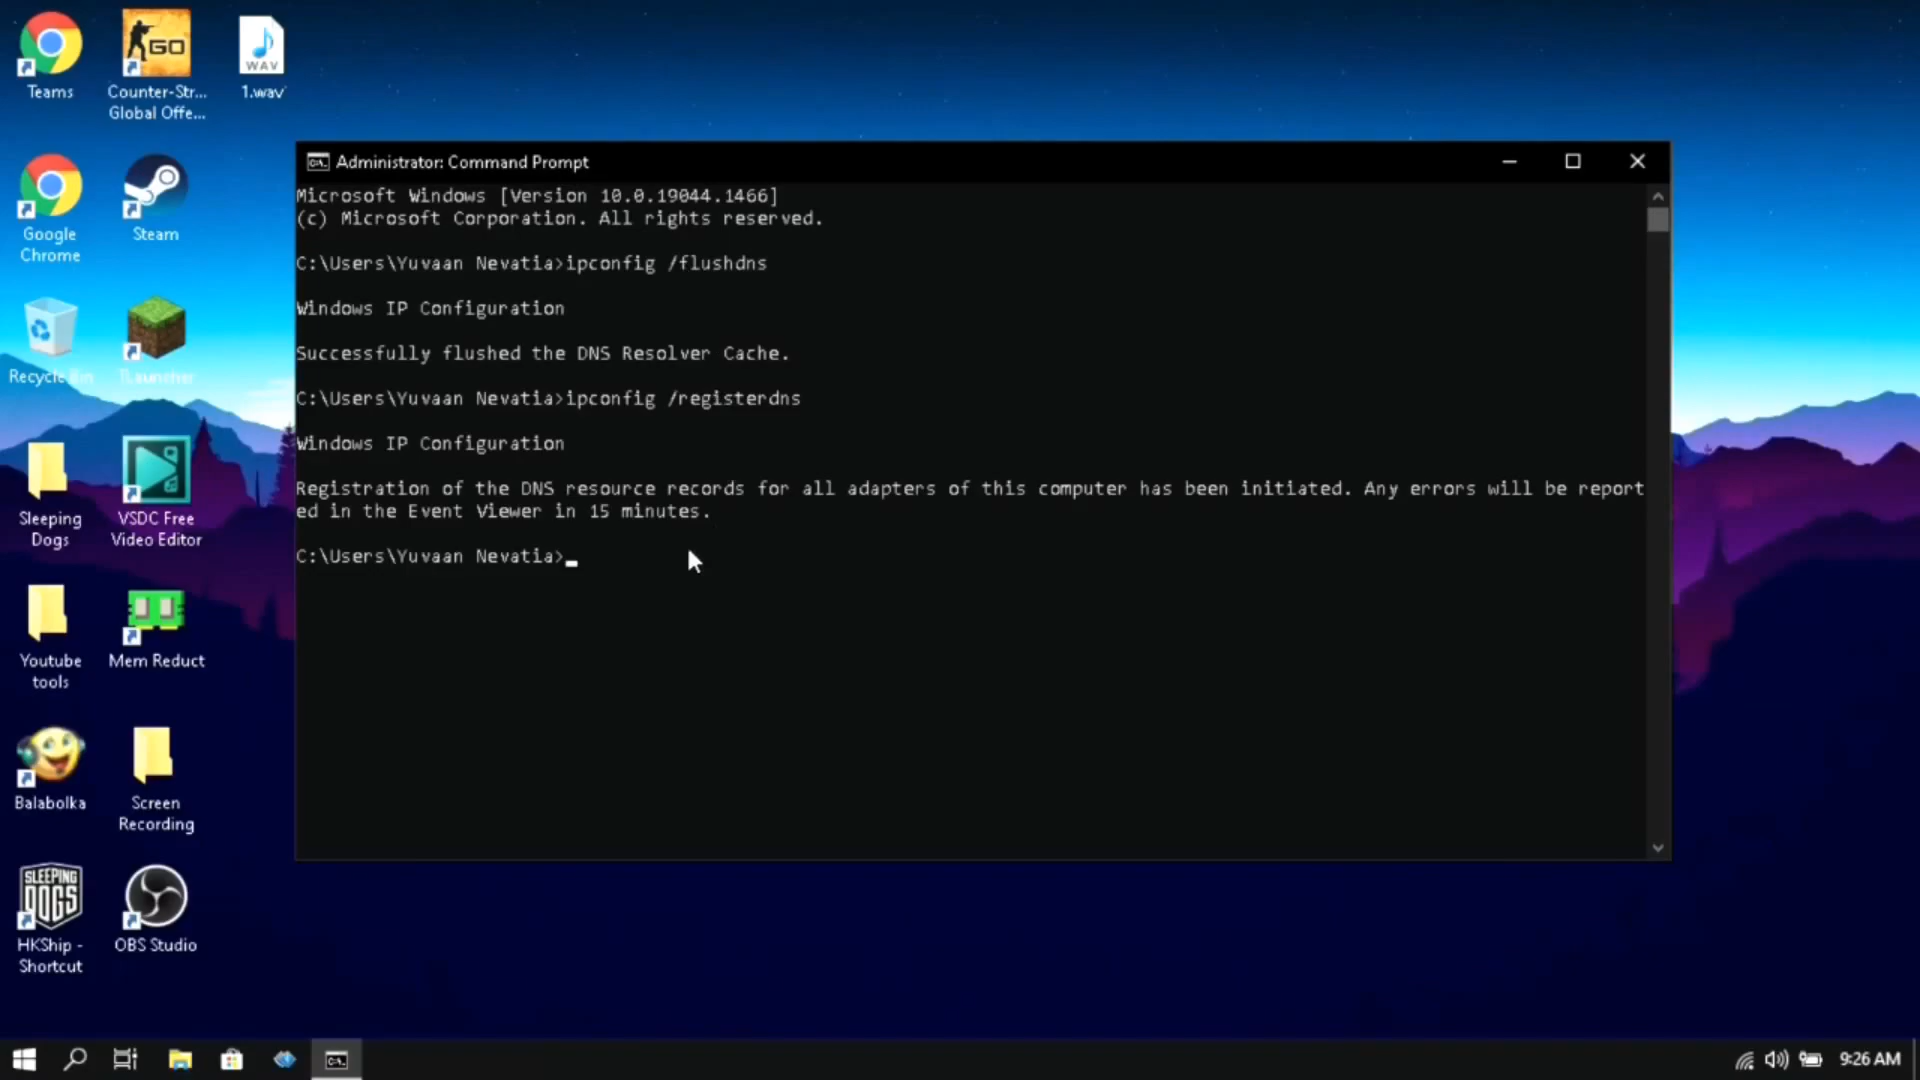 Teams
Counter-Str...
Global Offe...
WAV
1.wav
GO
Google
Chrome
Steam
Recycle Bin
TLauncher
Sleeping
Dogs
VSDC Free
Video Editor
Youtube
tools
Mem Reduct
Balabolka
Screen
Recording
SLEEPING
DOGS
HKShip -
Shortcut
OBS Studio
Administrator: Command Prompt
Microsoft Windows [Version 10.0.19044.1466]
(c) Microsoft Corporation. All rights reserved.
C:\Users\Yuvaan Nevatia>ipconfig /flushdns
Windows IP Configuration
Successfully flushed the DNS Resolver Cache.
C:\Users\Yuvaan Nevatia>ipconfig /registerdns
Windows IP Configuration
Registration of the DNS resource records for all adapters of this computer has been initiated. Any errors will be report
ed in the Event Viewer in 15 minutes.
C:\Users\Yuvaan Nevatia>
9:26 AM